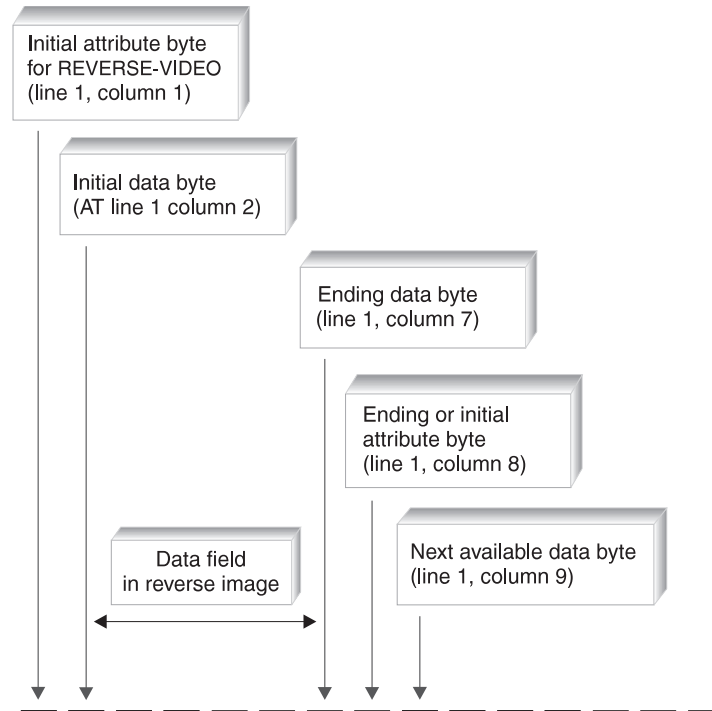 Initial attribute byte
for REVERSE-VIDEO
(line 1, column 1)
Initial data byte
(AT line 1 column 2)
Ending data byte
(line 1, column 7)
Ending or initial
attribute byte
(line 1, column 8)
Data field
in reverse image
Next available data byte
(line 1, column 9)